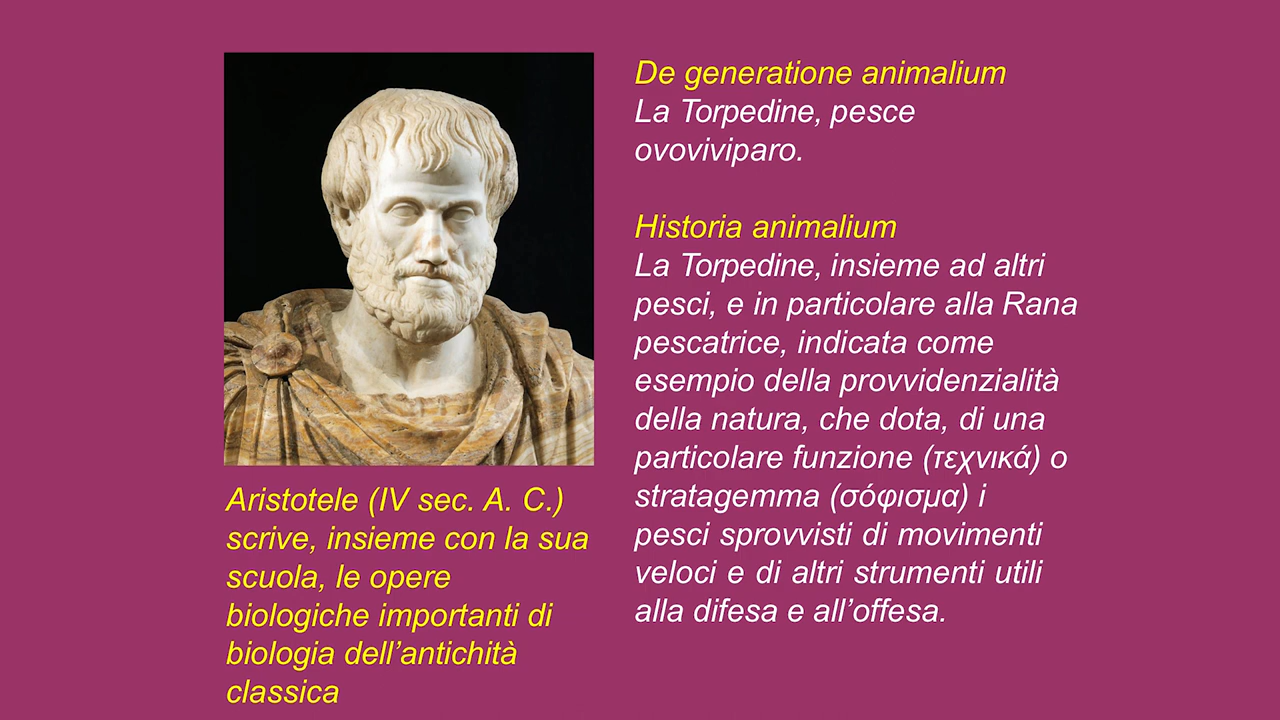 De generatione animalium
La Torpedine, pesce
ovoviviparo.
Historia animalium
La Torpedine, insieme ad altri
pesci, e in particolare alla Rana
pescatrice, indicata come
esempio della provvidenzialità
della natura, che dota, di una
particolare funzione (τεχνικά) o
stratagemma (σόφισμα) i
pesci sprovvisti di movimenti
veloci e di altri strumenti utili
alla difesa e all’offesa.
Aristotele (IV sec. A. C.)
scrive, insieme con la sua
scuola, le opere
biologiche importanti di
biologia dell’antichità
classica